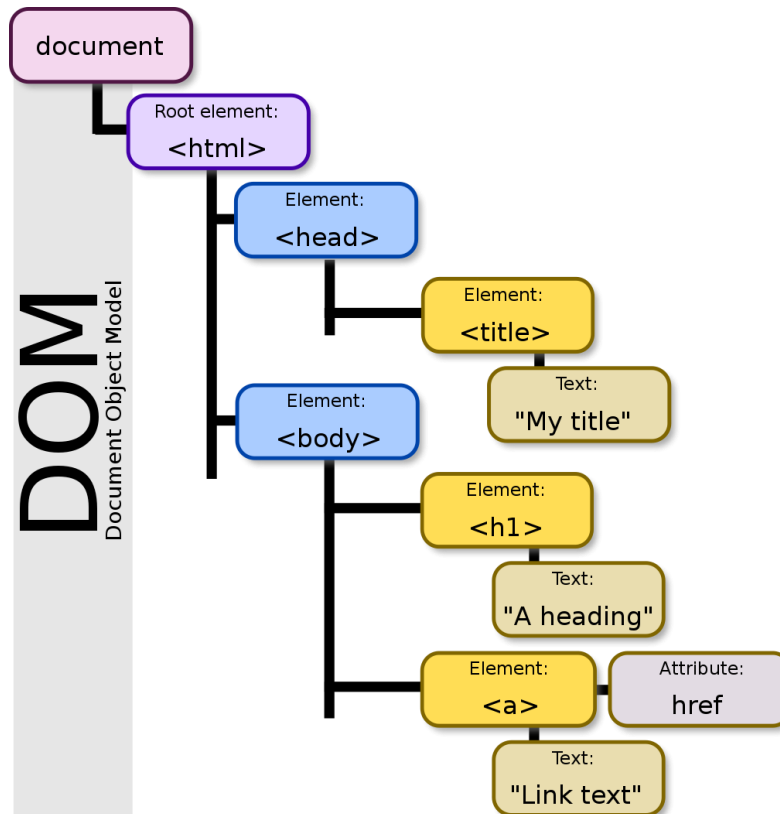 document
Root element:
<html>
Element:
<head>
Element:
<title>
Text:
"My title"
Element:
<body>
Element:
<h1>
Text:
"A heading"
Element:
<a>
Attribute:
href
Text:
"Link text"
DOM
Document Object Model